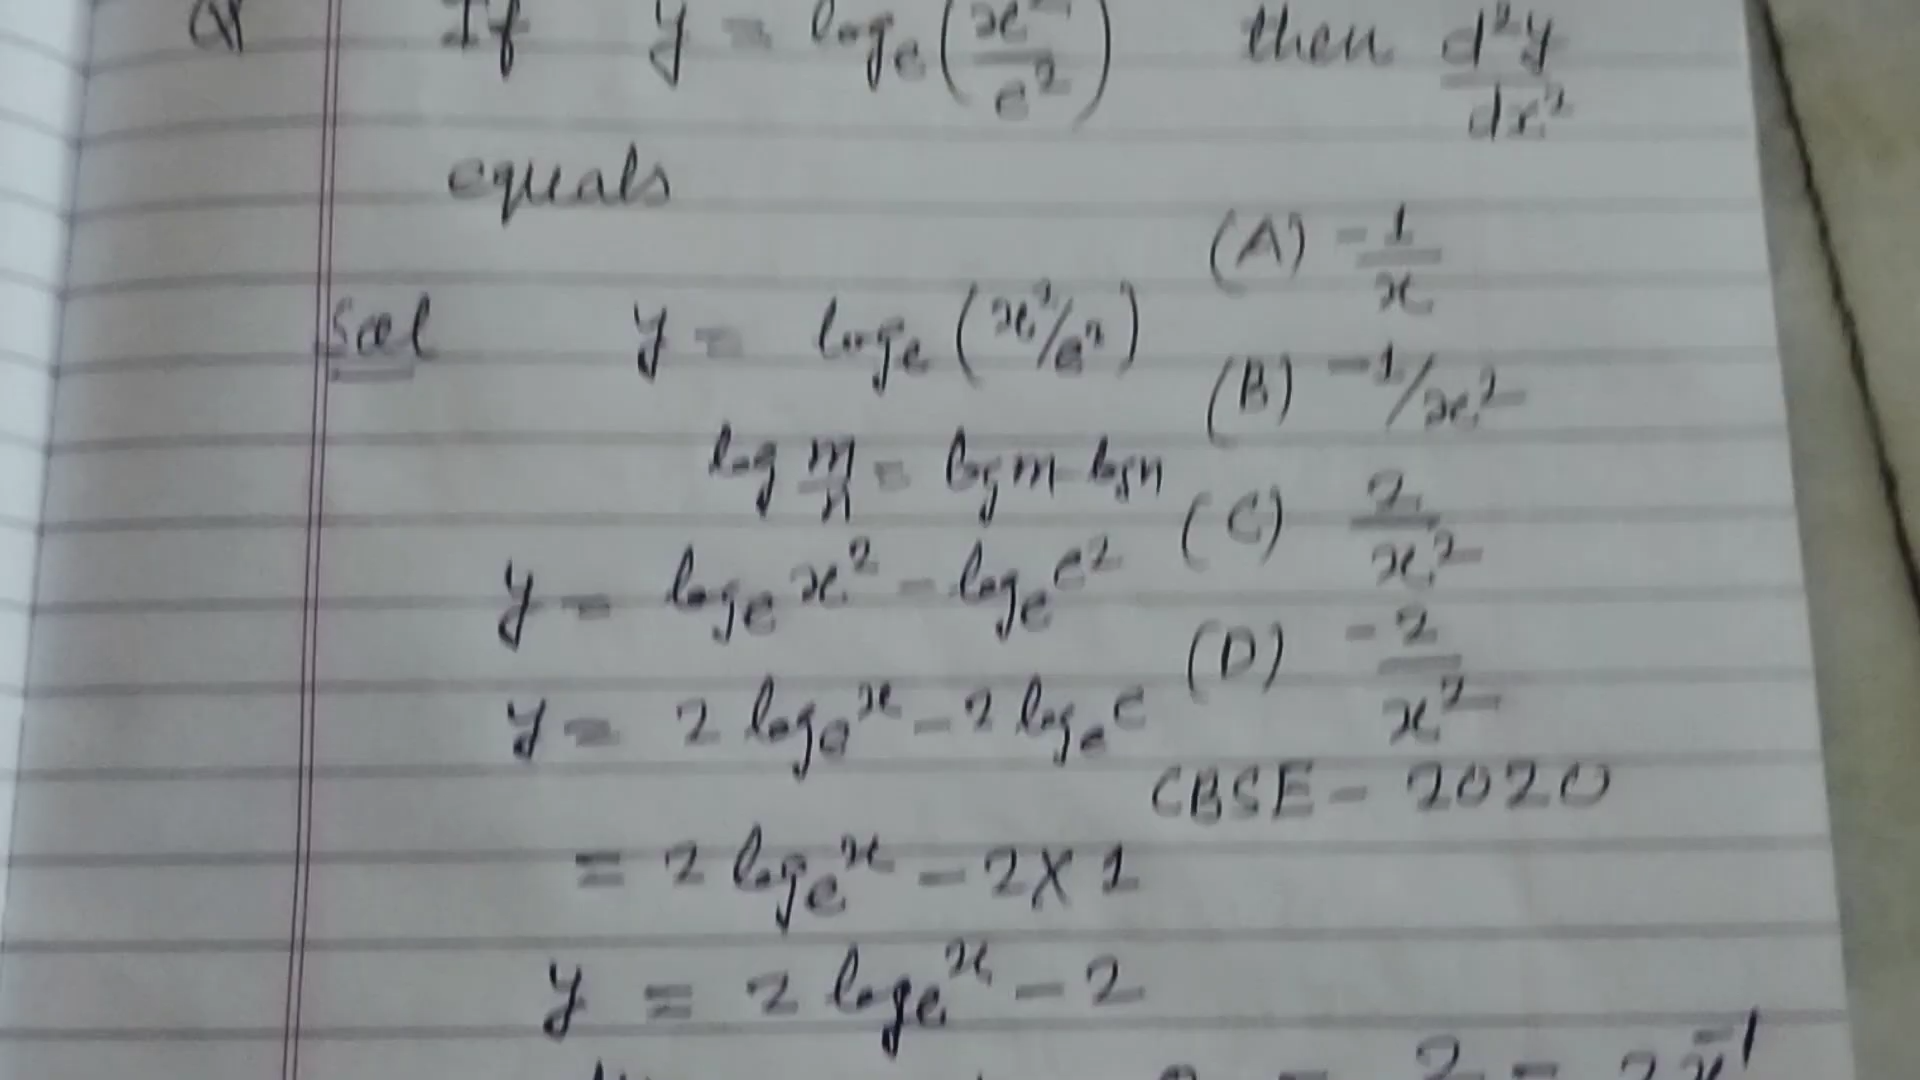 Q If y = logₑ(x²/e²) then d²y/dx²
equals
(A) -1/x
Sol y = logₑ(x²/e²)
(B) -1/x²
log m/n = log m - log n
(C) 2/x²
y = logₑ x² - logₑ e²
(D) -2/x²
y = 2 logₑ x - 2 logₑ e
CBSE - 2020
= 2 logₑ x - 2 X 1
y = 2 logₑ x - 2
= 2x⁻¹